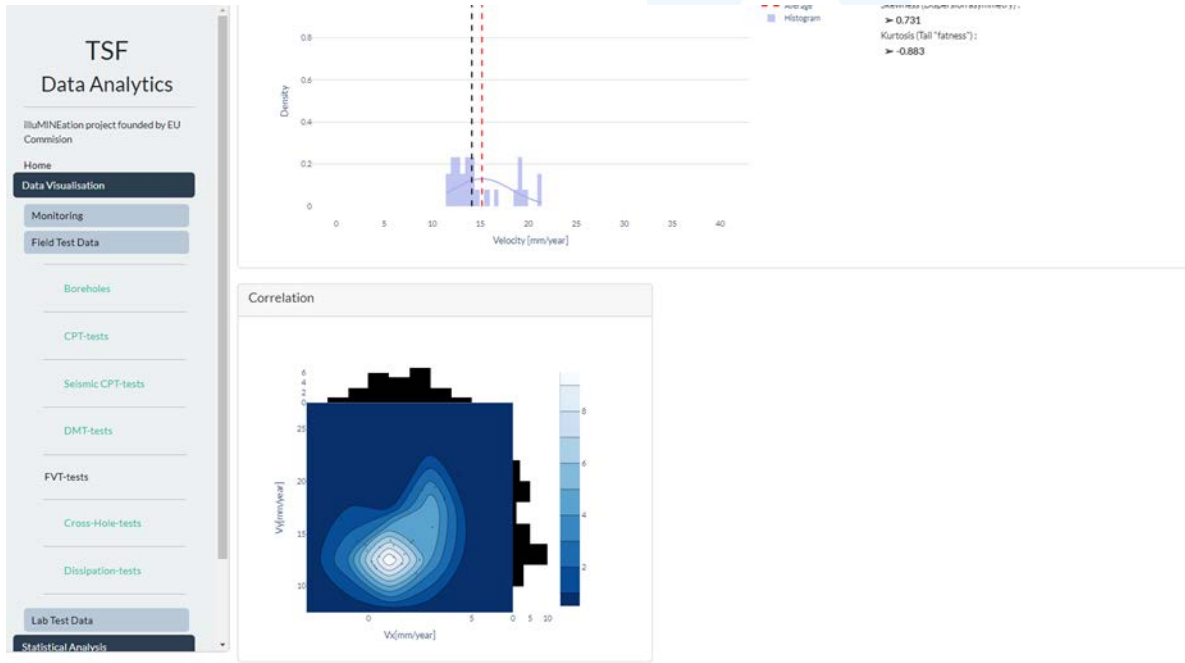 TSF
Data Analytics
illuMINEation project founded by EU
Commision
Home
Data Visualisation
Monitoring
Field Test Data
Boreholes
CPT-tests
Seismic CPT-tests
DMT-tests
FVT-tests
Cross-Hole-tests
Dissipation-tests
Lab Test Data
Statistical Analysis
0.8
0.6
0.4
0.2
0
Density
0 5 10 15 20 25 30 35 40
Velocity [mm/year]
Average
Histogram
Skewness (Dispersion asymmetry) :
➢ 0.731
Kurtosis (Tail "fatness") :
➢ -0.883
Correlation
6
4
2
0
25
20
15
10
Vy[mm/year]
0 5
Vx[mm/year]
0 5 10
8
6
4
2